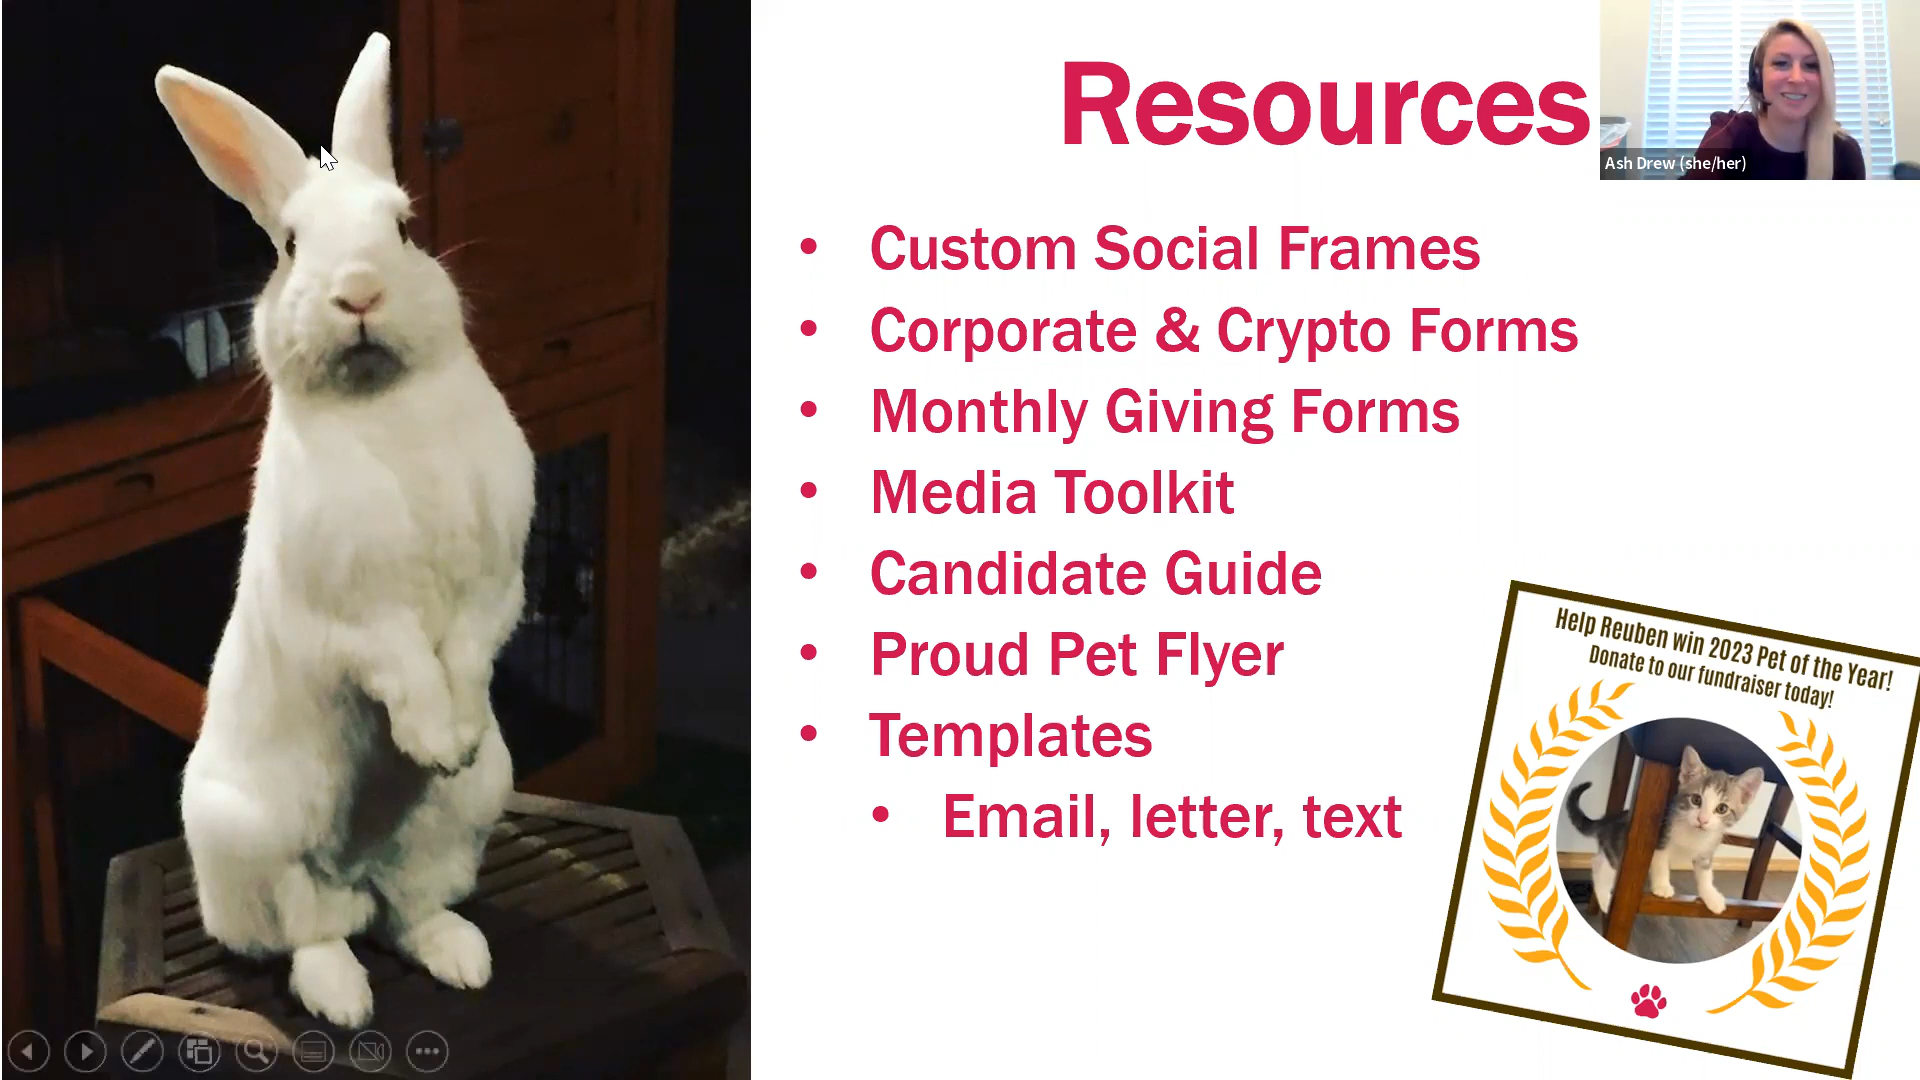 Resources
Ash Drew (she/her)
• Custom Social Frames
• Corporate & Crypto Forms
• Monthly Giving Forms
• Media Toolkit
• Candidate Guide
• Proud Pet Flyer
• Templates
• Email, letter, text
Help Reuben win 2023 Pet of the Year!
Donate to our fundraiser today!